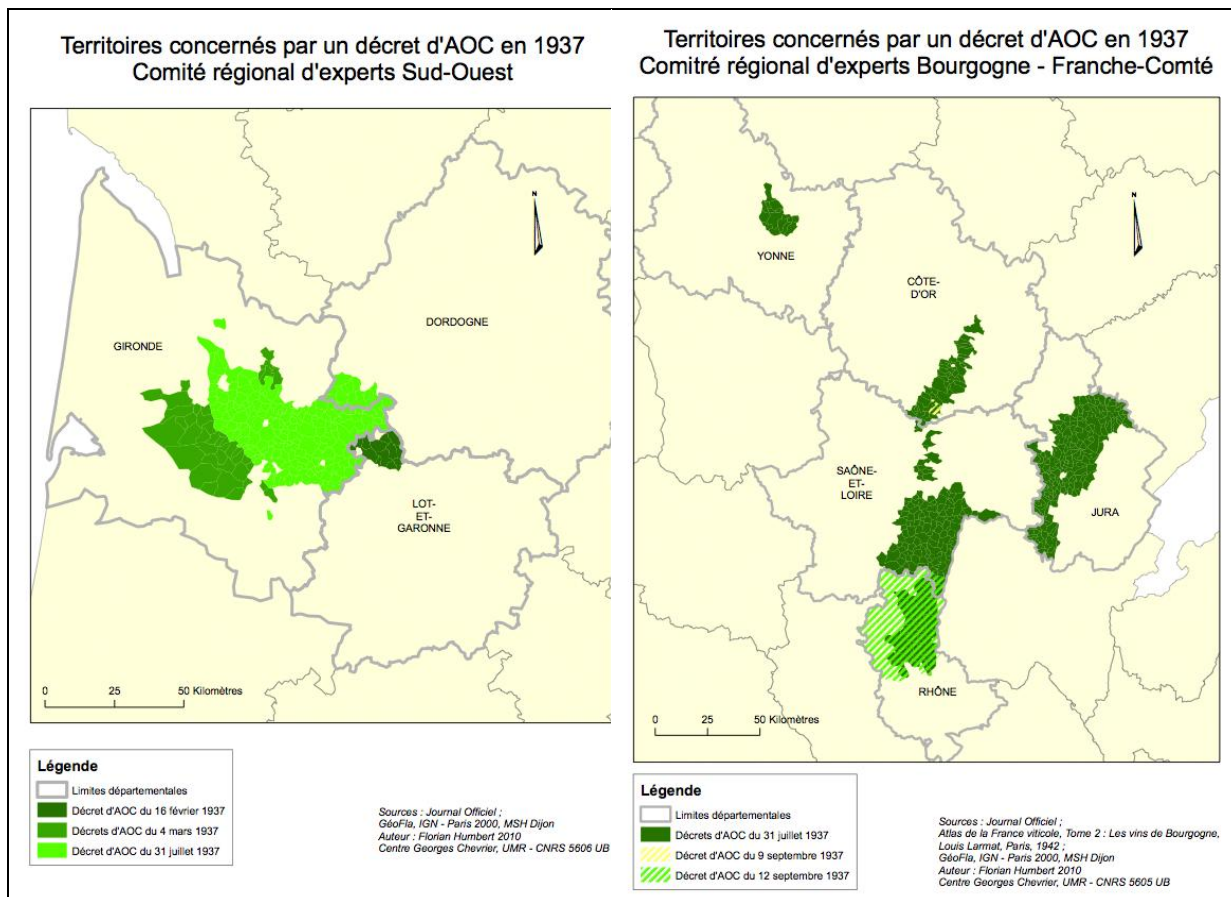 Territoires concernés par un décret d'AOC en 1937
Comité régional d'experts Sud-Ouest
N
DORDOGNE
GIRONDE
LOT-
ET-
GARONNE
0 25 50 Kilomètres
Légende
Limites départementales
Décret d'AOC du 16 février 1937
Décrets d'AOC du 4 mars 1937
Décret d'AOC du 31 juillet 1937
Sources : Journal Officiel ;
GéoFla, IGN - Paris 2000, MSH Dijon
Auteur : Florian Humbert 2010
Centre Georges Chevrier, UMR - CNRS 5606 UB
Territoires concernés par un décret d'AOC en 1937
Comitré régional d'experts Bourgogne - Franche-Comté
N
YONNE
CÔTE-
D'OR
SAÔNE-
ET-
LOIRE
JURA
RHÔNE
0 25 50 Kilomètres
Légende
Limites départementales
Décrets d'AOC du 31 juillet 1937
Décret d'AOC du 9 septembre 1937
Décret d'AOC du 12 septembre 1937
Sources : Journal Officiel ;
Atlas de la France viticole, Tome 2 : Les vins de Bourgogne,
Louis Larmat, Paris, 1942 ;
GéoFla, IGN - Paris 2000, MSH Dijon
Auteur : Florian Humbert 2010
Centre Georges Chevrier, UMR - CNRS 5605 UB